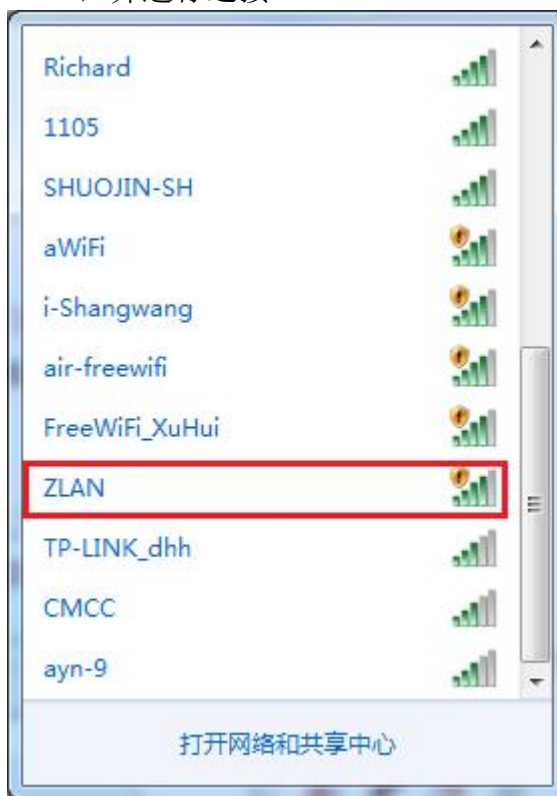 Richard
1105
SHUOJIN-SH
aWiFi
i-Shangwang
air-freewifi
FreeWiFi_XuHui
ZLAN
TP-LINK_dhh
CMCC
ayn-9
打开网络和共享中心